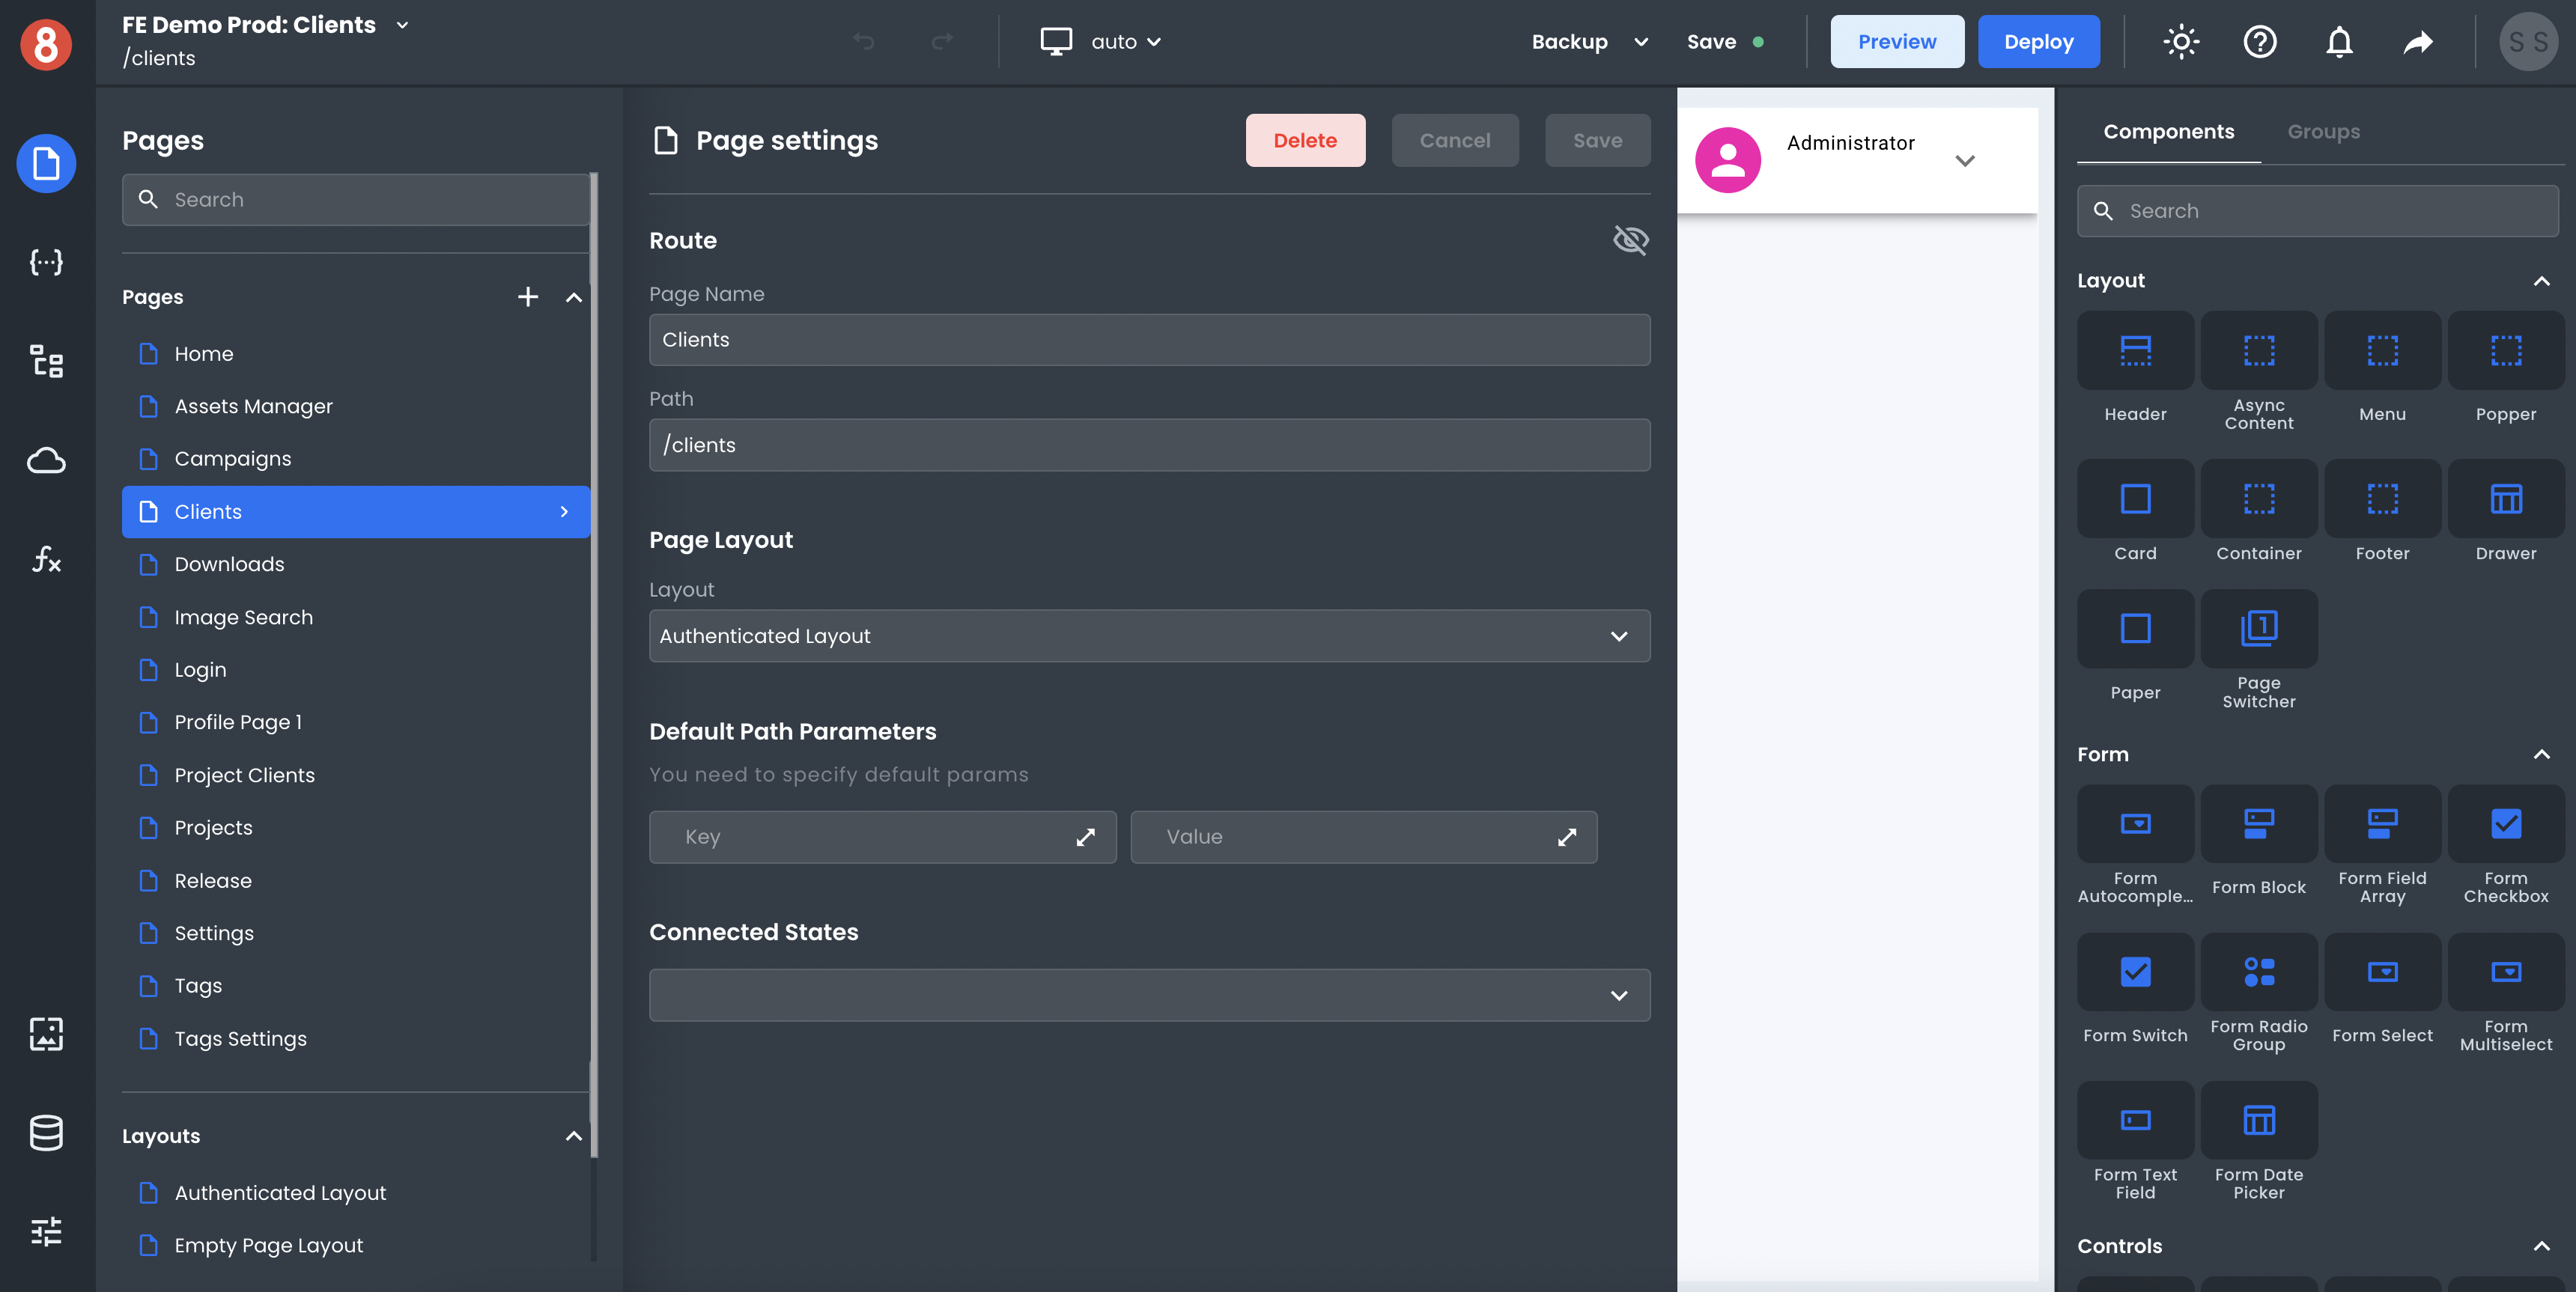 8
FE Demo Prod: Clients
/clients
auto
Backup
Save
Preview
Deploy
S S
Pages
Search
Pages
Home
Assets Manager
Campaigns
Clients
Downloads
Image Search
Login
Profile Page 1
Project Clients
Projects
Release
Settings
Tags
Tags Settings
Layouts
Authenticated Layout
Empty Page Layout
Page settings
Delete
Cancel
Save
Route
Page Name
Clients
Path
/clients
Page Layout
Layout
Authenticated Layout
Default Path Parameters
You need to specify default params
Key
Value
Connected States
Administrator
Components
Groups
Search
Layout
Header
Async
Content
Menu
Popper
Card
Container
Footer
Drawer
Paper
Page
Switcher
Form
Form
Autocomple...
Form Block
Form Field
Array
Form
Checkbox
Form Switch
Form Radio
Group
Form Select
Form
Multiselect
Form Text
Field
Form Date
Picker
Controls